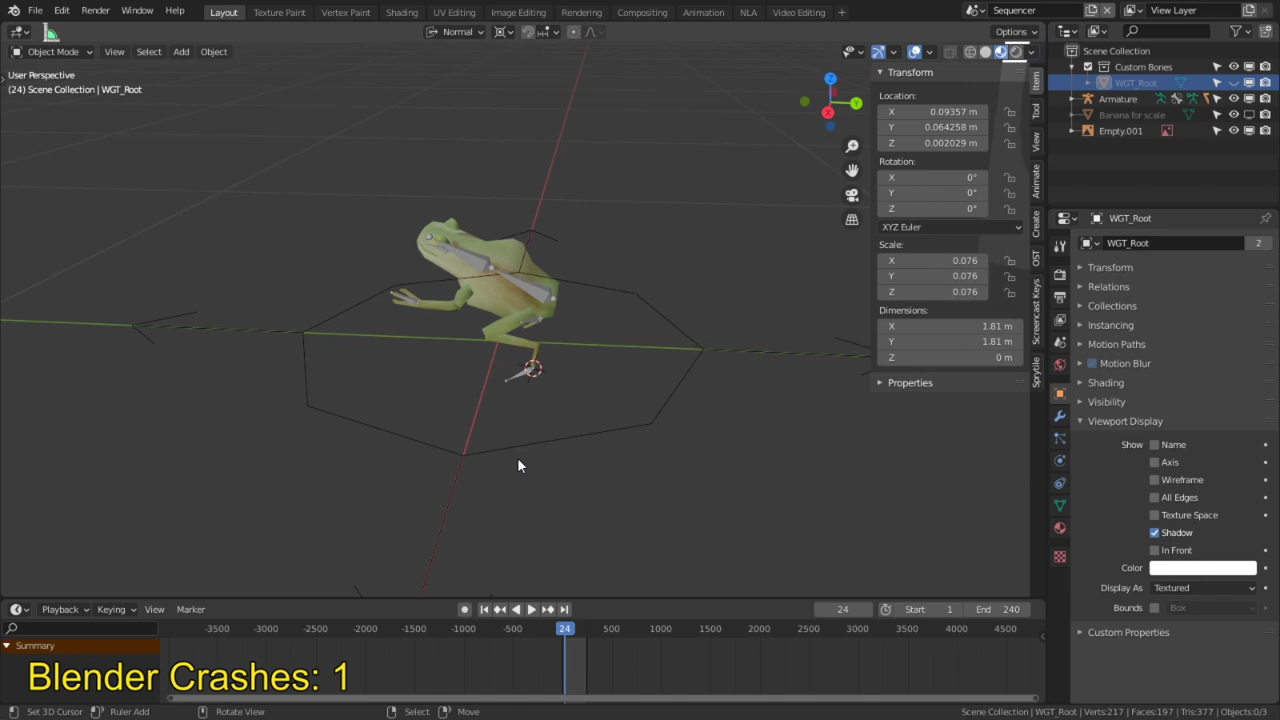 File Edit Render Window Help Layout Texture Paint Vertex Paint Shading UV Editing Image Editing Rendering Compositing Animation NLA Video Editing + Sequencer View Layer
Normal Options
Object Mode View Select Add Object
User Perspective
(24) Scene Collection | WGT_Root
Z
Y
X
Transform
Location:
X 0.09357 m
Y 0.064258 m
Z 0.002029 m
Rotation:
X 0°
Y 0°
Z 0°
XYZ Euler
Scale:
X 0.076
Y 0.076
Z 0.076
Dimensions:
X 1.81 m
Y 1.81 m
Z 0 m
Properties
Item
Tool
View
Animate
Create
OST
Screencast Keys
Sprytile
Scene Collection
Custom Bones
WGT_Root
Armature
Banana for scale
Empty.001
WGT_Root
WGT_Root 2
Transform
Relations
Collections
Instancing
Motion Paths
Motion Blur
Shading
Visibility
Viewport Display
Show Name
Axis
Wireframe
All Edges
Texture Space
Shadow
In Front
Color
Display As Textured
Bounds Box
Custom Properties
Playback Keying View Marker 24 Start 1 End 240
-3500 -3000 -2500 -2000 -1500 -1000 -500 24 500 1000 1500 2000 2500 3000 3500 4000 4500
Summary
Blender Crashes: 1
Set 3D Cursor Ruler Add Rotate View Select Move Scene Collection | WGT_Root | Verts:217 | Faces:197 | Tris:377 | Objects:0/3